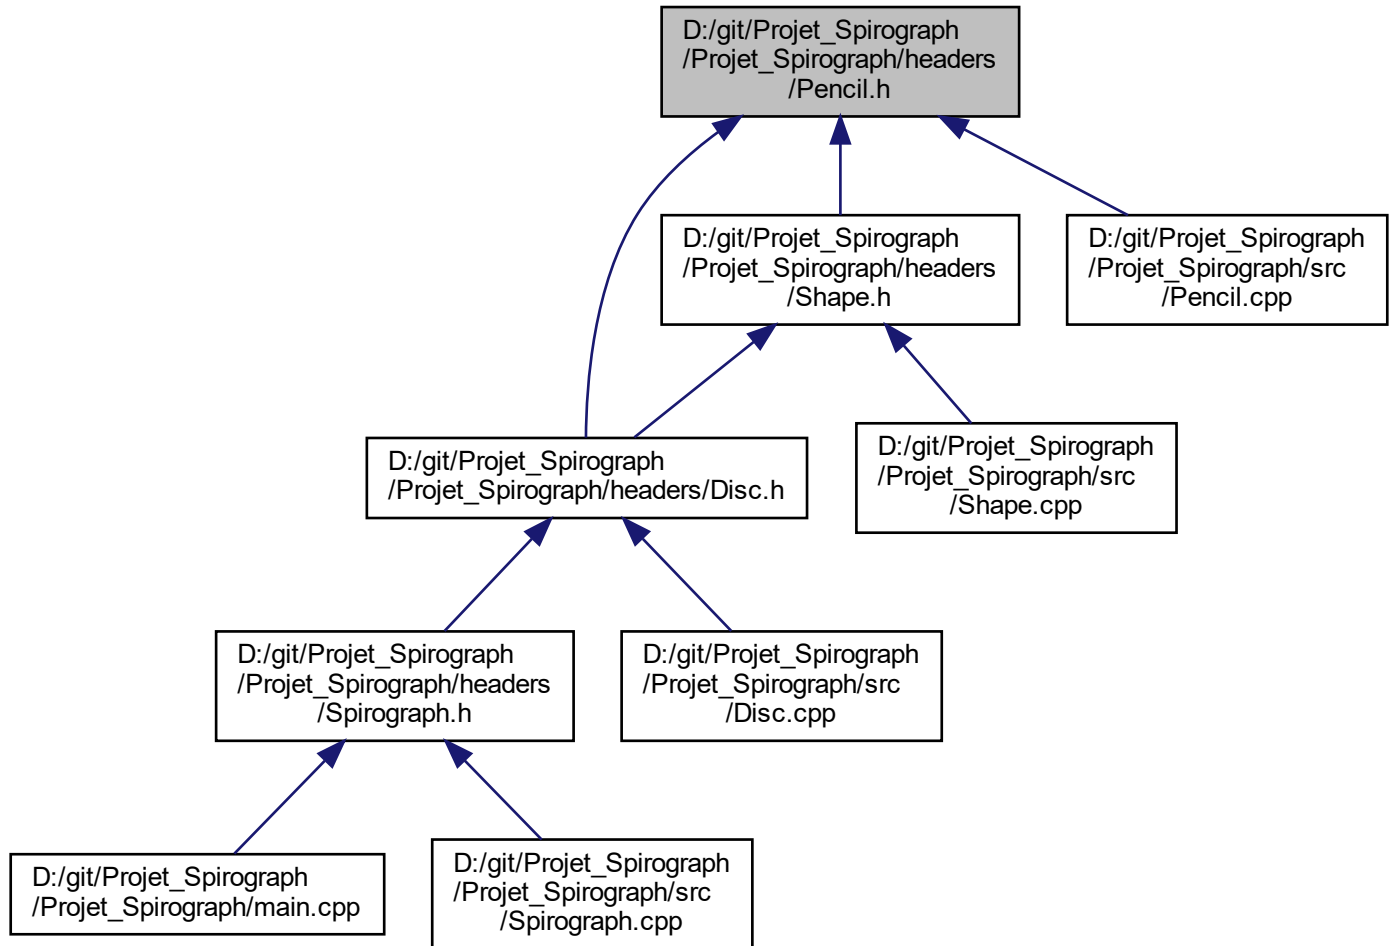 D:/git/Projet_Spirograph
/Projet_Spirograph/headers
/Pencil.h
D:/git/Projet_Spirograph
/Projet_Spirograph/headers
/Shape.h
D:/git/Projet_Spirograph
/Projet_Spirograph/src
/Pencil.cpp
D:/git/Projet_Spirograph
/Projet_Spirograph/headers/Disc.h
D:/git/Projet_Spirograph
/Projet_Spirograph/src
/Shape.cpp
D:/git/Projet_Spirograph
/Projet_Spirograph/headers
/Spirograph.h
D:/git/Projet_Spirograph
/Projet_Spirograph/src
/Disc.cpp
D:/git/Projet_Spirograph
/Projet_Spirograph/main.cpp
D:/git/Projet_Spirograph
/Projet_Spirograph/src
/Spirograph.cpp